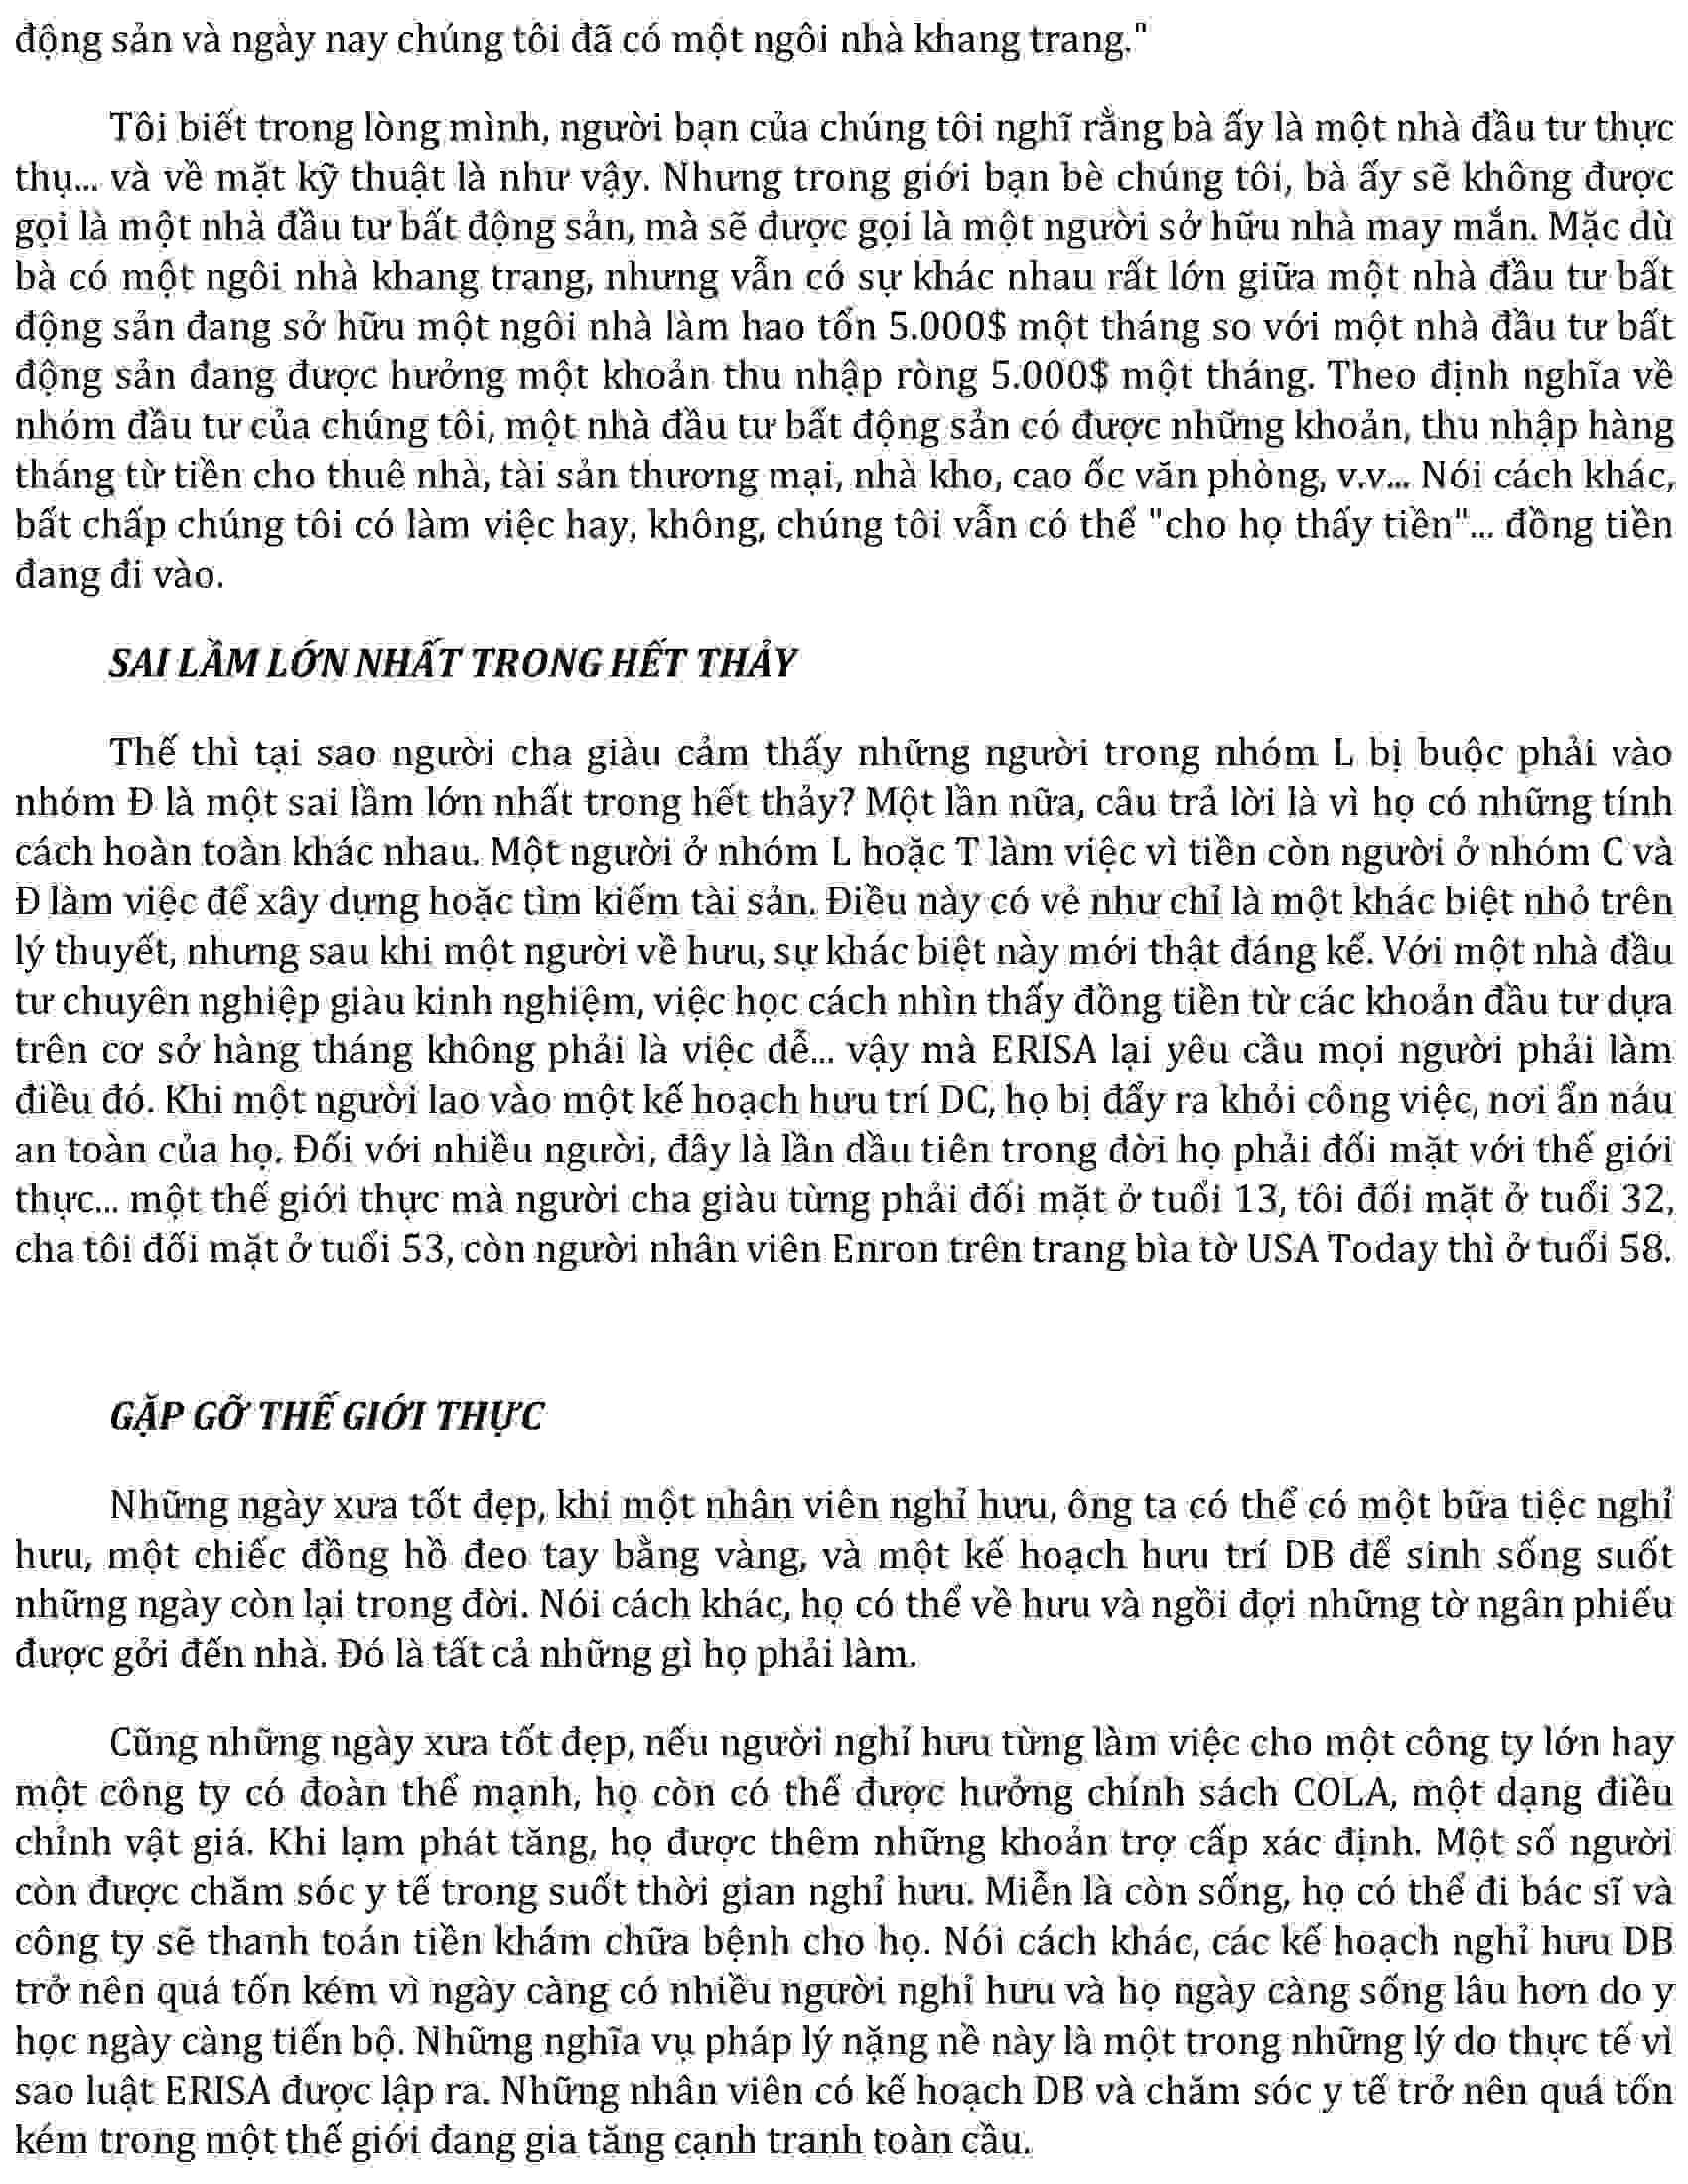 động sản và ngày nay chúng tôi đã có một ngôi nhà khang trang."
Tôi biết trong lòng mình, người bạn của chúng tôi nghĩ rằng bà ấy là một nhà đầu tư thực
thụ... và về mặt kỹ thuật là như vậy. Nhưng trong giới bạn bè chúng tôi, bà ấy sẽ không được
gọi là một nhà đầu tư bất động sản, mà sẽ được gọi là một người sở hữu nhà may mắn. Mặc dù
bà có một ngôi nhà khang trang, nhưng vẫn có sự khác nhau rất lớn giữa một nhà đầu tư bất
động sản đang sở hữu một ngôi nhà làm hao tốn 5.000$ một tháng so với một nhà đầu tư bất
động sản đang được hưởng một khoản thu nhập ròng 5.000$ một tháng. Theo định nghĩa về
nhóm đầu tư của chúng tôi, một nhà đầu tư bất động sản có được những khoản, thu nhập hàng
tháng từ tiền cho thuê nhà, tài sản thương mại, nhà kho, cao ốc văn phòng, v.v... Nói cách khác,
bất chấp chúng tôi có làm việc hay, không, chúng tôi vẫn có thể "cho họ thấy tiền"... đồng tiền
đang đi vào.
SAI LẦM LỚN NHẤT TRONG HẾT THẢY
Thế thì tại sao người cha giàu cảm thấy những người trong nhóm L bị buộc phải vào
nhóm Đ là một sai lầm lớn nhất trong hết thảy? Một lần nữa, câu trả lời là vì họ có những tính
cách hoàn toàn khác nhau. Một người ở nhóm L hoặc T làm việc vì tiền còn người ở nhóm C và
Đ làm việc để xây dựng hoặc tìm kiếm tài sản. Điều này có vẻ như chỉ là một khác biệt nhỏ trên
lý thuyết, nhưng sau khi một người về hưu, sự khác biệt này mới thật đáng kể. Với một nhà đầu
tư chuyên nghiệp giàu kinh nghiệm, việc học cách nhìn thấy đồng tiền từ các khoản đầu tư dựa
trên cơ sở hàng tháng không phải là việc dễ... vậy mà ERISA lại yêu cầu mọi người phải làm
điều đó. Khi một người lao vào một kế hoạch hưu trí DC, họ bị đẩy ra khỏi công việc, nơi ẩn náu
an toàn của họ. Đối với nhiều người, đây là lần dầu tiên trong đời họ phải đối mặt với thế giới
thực... một thế giới thực mà người cha giàu từng phải đối mặt ở tuổi 13, tôi đối mặt ở tuổi 32,
cha tôi đối mặt ở tuổi 53, còn người nhân viên Enron trên trang bìa tờ USA Today thì ở tuổi 58.
GẶP GỠ THẾ GIỚI THỰC
Những ngày xưa tốt đẹp, khi một nhân viên nghỉ hưu, ông ta có thể có một bữa tiệc nghỉ
hưu, một chiếc đồng hồ đeo tay bằng vàng, và một kế hoạch hưu trí DB để sinh sống suốt
những ngày còn lại trong đời. Nói cách khác, họ có thể về hưu và ngồi đợi những tờ ngân phiếu
được gởi đến nhà. Đó là tất cả những gì họ phải làm.
Cũng những ngày xưa tốt đẹp, nếu người nghỉ hưu từng làm việc cho một công ty lớn hay
một công ty có đoàn thể mạnh, họ còn có thể được hưởng chính sách COLA, một dạng điều
chỉnh vật giá. Khi lạm phát tăng, họ được thêm những khoản trợ cấp xác định. Một số người
còn được chăm sóc y tế trong suốt thời gian nghỉ hưu. Miễn là còn sống, họ có thể đi bác sĩ và
công ty sẽ thanh toán tiền khám chữa bệnh cho họ. Nói cách khác, các kế hoạch nghỉ hưu DB
trở nên quá tốn kém vì ngày càng có nhiều người nghỉ hưu và họ ngày càng sống lâu hơn do y
học ngày càng tiến bộ. Những nghĩa vụ pháp lý nặng nề này là một trong những lý do thực tế vì
sao luật ERISA được lập ra. Những nhân viên có kế hoạch DB và chăm sóc y tế trở nên quá tốn
kém trong một thế giới đang gia tăng cạnh tranh toàn cầu.